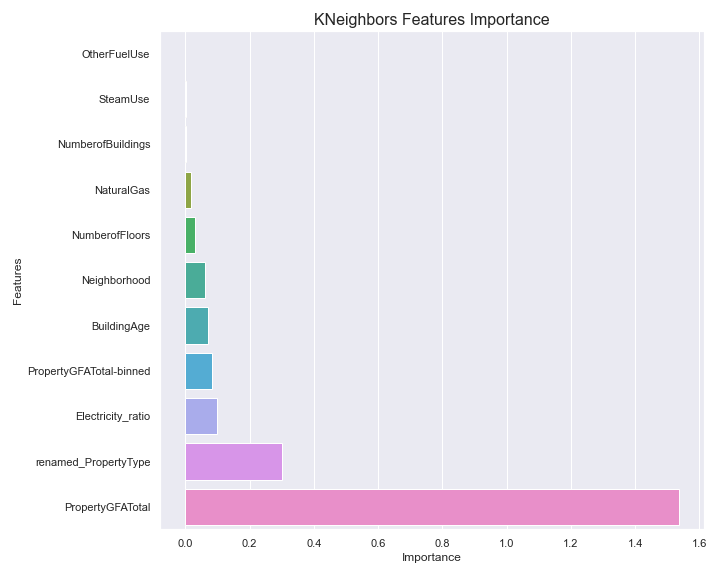 KNeighbors Features Importance
OtherFuelUse
SteamUse
NumberofBuildings
NaturalGas
NumberofFloors
Neighborhood
BuildingAge
PropertyGFATotal-binned
Electricity_ratio
renamed_PropertyType
PropertyGFATotal
Features
0.0 0.2 0.4 0.6 0.8 1.0 1.2 1.4 1.6
Importance